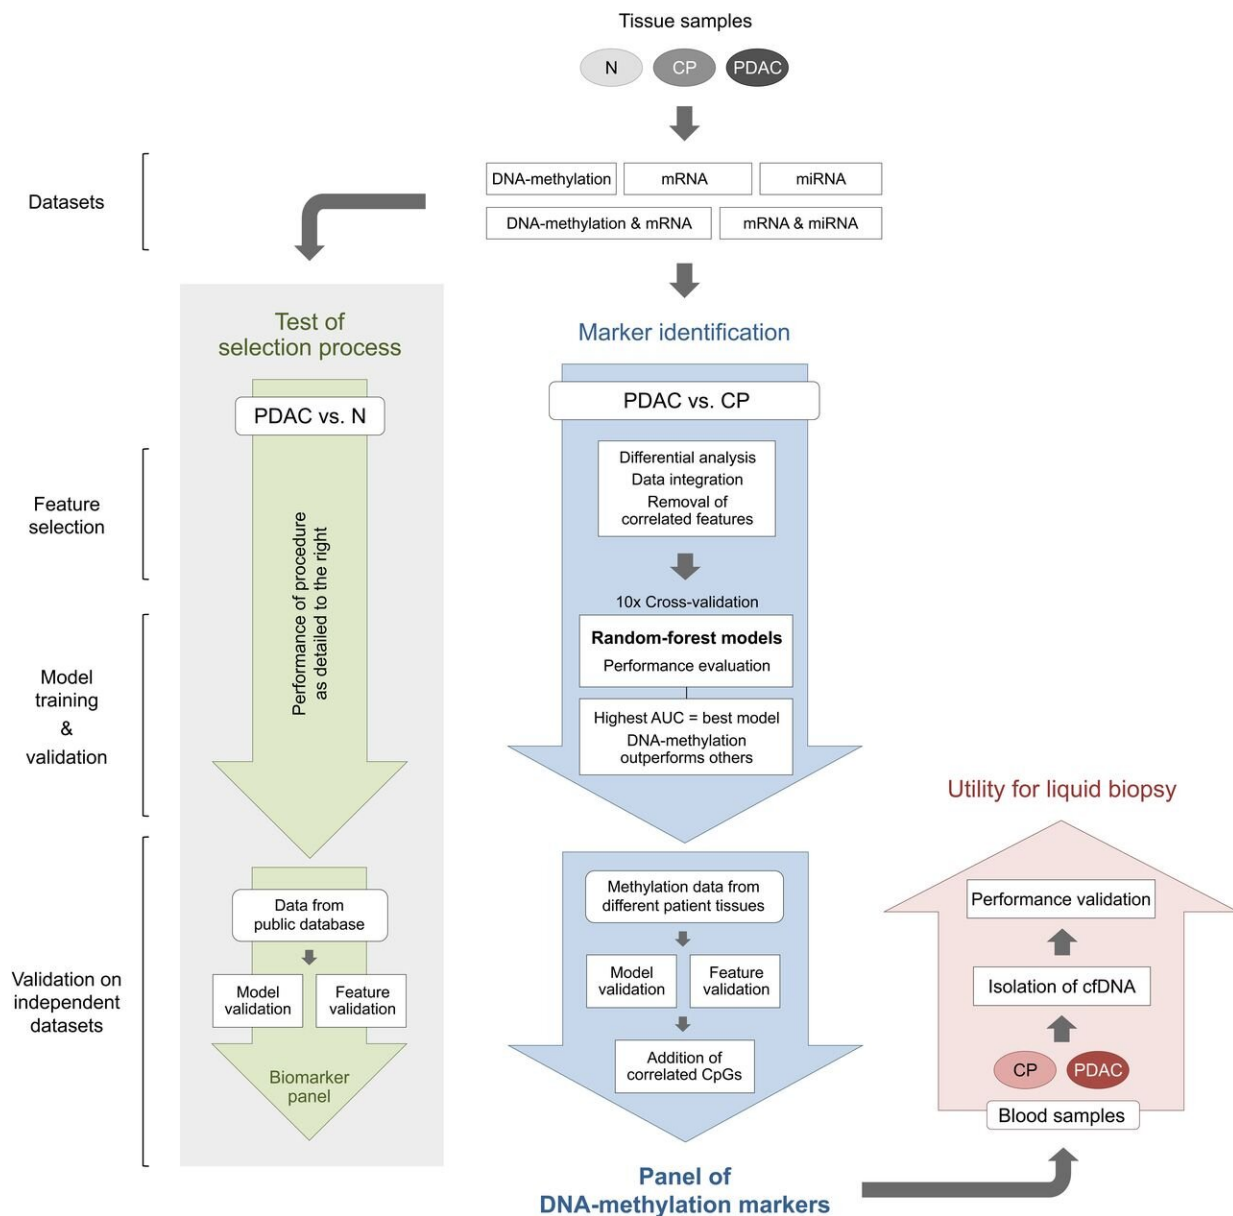 Tissue samples
N
CP
PDAC
Datasets
DNA-methylation
mRNA
miRNA
DNA-methylation & mRNA
mRNA & miRNA
Test of
selection process
PDAC vs. N
Performance of procedure
as detailed to the right
Marker identification
PDAC vs. CP
Feature
selection
Differential analysis
Data integration
Removal of
correlated features
10x Cross-validation
Model
training
&
validation
Random-forest models
Performance evaluation
Highest AUC = best model
DNA-methylation
outperforms others
Validation on
independent
datasets
Data from
public database
Model
validation
Feature
validation
Biomarker
panel
Methylation data from
different patient tissues
Model
validation
Feature
validation
Addition of
correlated CpGs
Panel of
DNA-methylation markers
Utility for liquid biopsy
Performance validation
Isolation of cfDNA
CP
PDAC
Blood samples